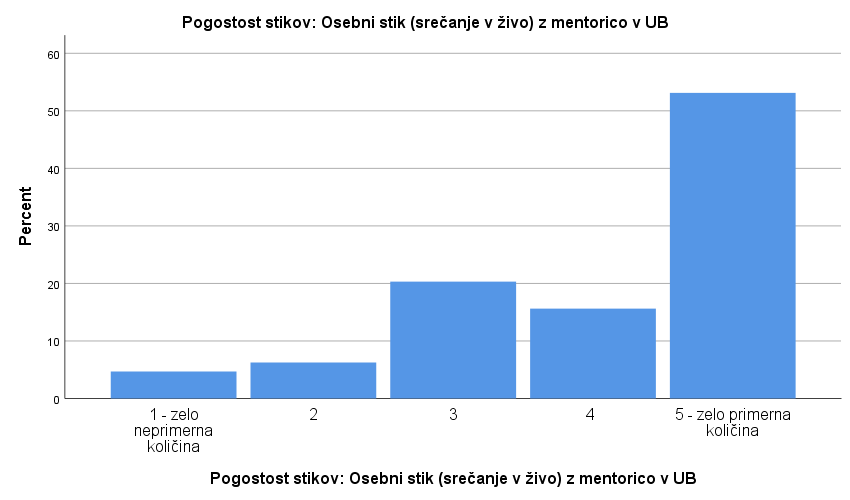 Pogostost stikov: Osebni stik (srečanje v živo) z mentorico v UB
Percent
60
50
40
30
20
10
0
1 - zelo
neprimerna
količina
2
3
4
5 - zelo primerna
količina
Pogostost stikov: Osebni stik (srečanje v živo) z mentorico v UB